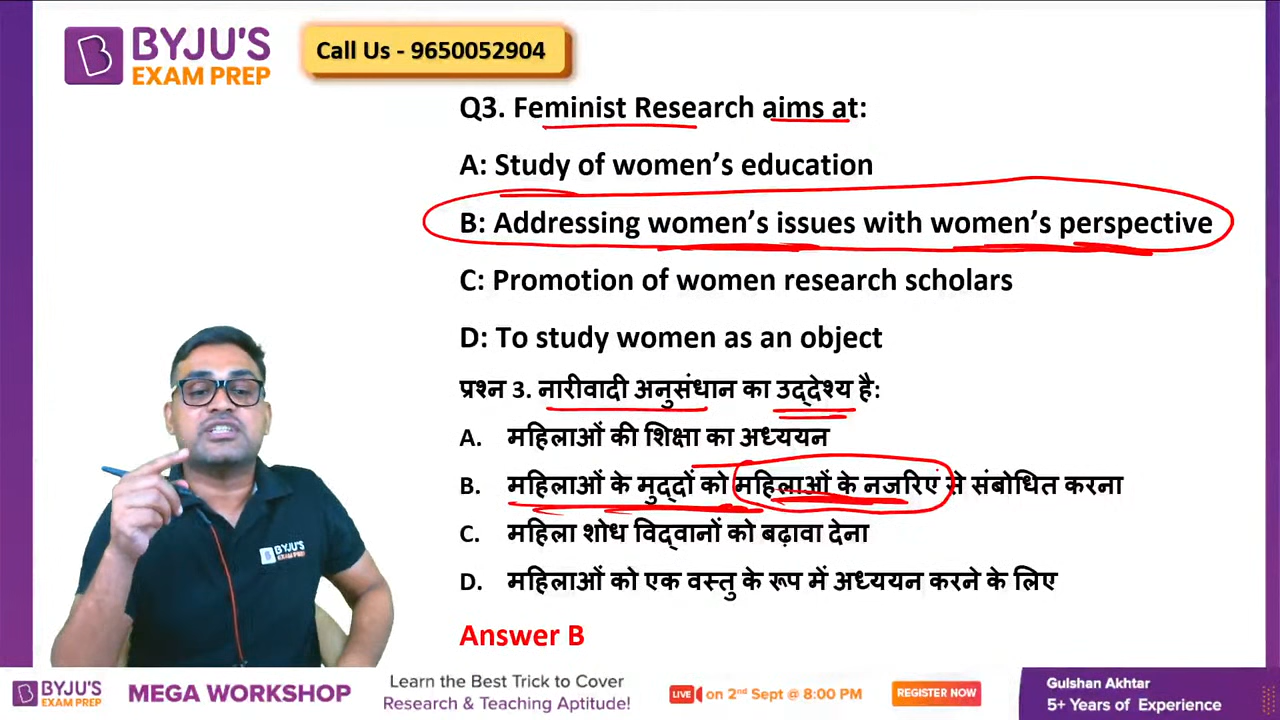 BYJU'S
EXAM PREP
Call Us - 9650052904
Q3. Feminist Research aims at:
A: Study of women's education
B: Addressing women's issues with women's perspective
C: Promotion of women research scholars
D: To study women as an object
प्रश्न 3. नारीवादी अनुसंधान का उद्देश्य है:
A. महिलाओं की शिक्षा का अध्ययन
B. महिलाओं के मुद्दों को महिलाओं के नजरिएं से संबोधित करना
C. महिला शोध विद्वानों को बढ़ावा देना
D. महिलाओं को एक वस्तु के रूप में अध्ययन करने के लिए
Answer B
BYJU'S
EXAM PREP
BYJU'S
EXAM PREP
MEGA WORKSHOP
Learn the Best Trick to Cover
Research & Teaching Aptitude!
LIVE on 2nd Sept @ 8:00 PM
REGISTER NOW
Gulshan Akhtar
5+ Years of Experience